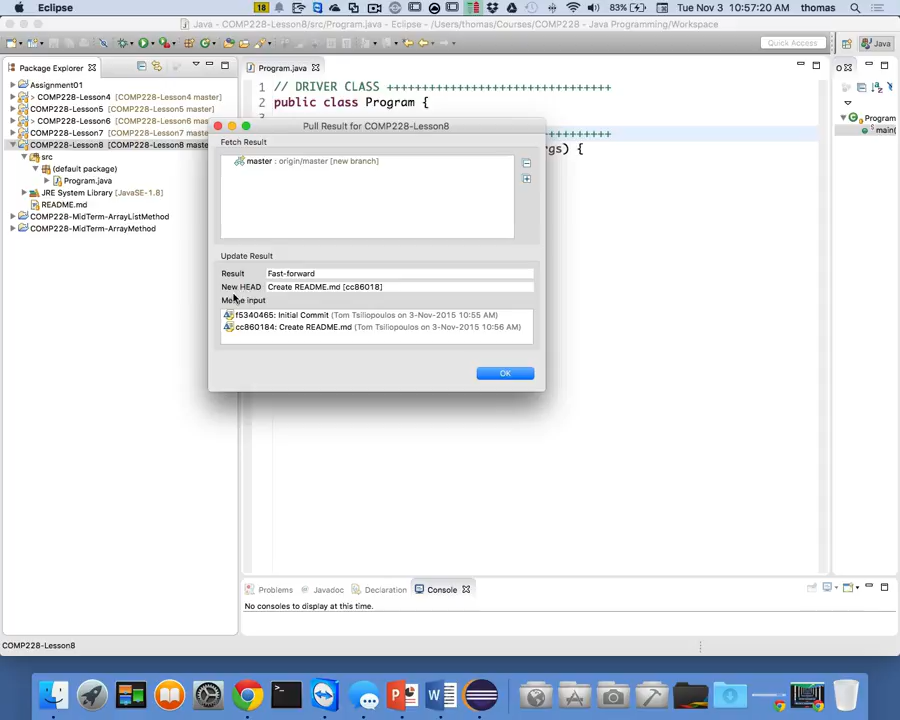 Eclipse
18
83%
Tue Nov 3 10:57:20 AM thomas
Java - COMP228-Lesson8/src/Program.java - Eclipse - /Users/thomas/Courses/COMP228 - Java Programming/Workspace
Quick Access
Java
Package Explorer
Assignment01
> COMP228-Lesson4 [COMP228-Lesson4 master]
COMP228-Lesson5 [COMP228-Lesson5 master]
> COMP228-Lesson6 [COMP228-Lesson6 master]
COMP228-Lesson7 [COMP228-Lesson7 master]
COMP228-Lesson8 [COMP228-Lesson8 maste
src
(default package)
Program.java
JRE System Library [JavaSE-1.8]
README.md
COMP228-MidTerm-ArrayListMethod
COMP228-MidTerm-ArrayMethod
Program.java
1 // DRIVER CLASS ++++++++++++++++++++++++++++++++
2 public class Program {
+++++++++
rgs) {
Program
main(
Pull Result for COMP228-Lesson8
Fetch Result
master : origin/master [new branch]
Update Result
Result Fast-forward
New HEAD Create README.md [cc86018]
Merge input
f5340465: Initial Commit (Tom Tsiliopoulos on 3-Nov-2015 10:55 AM)
cc860184: Create README.md (Tom Tsiliopoulos on 3-Nov-2015 10:56 AM)
OK
Problems
Javadoc
Declaration
Console
No consoles to display at this time.
COMP228-Lesson8